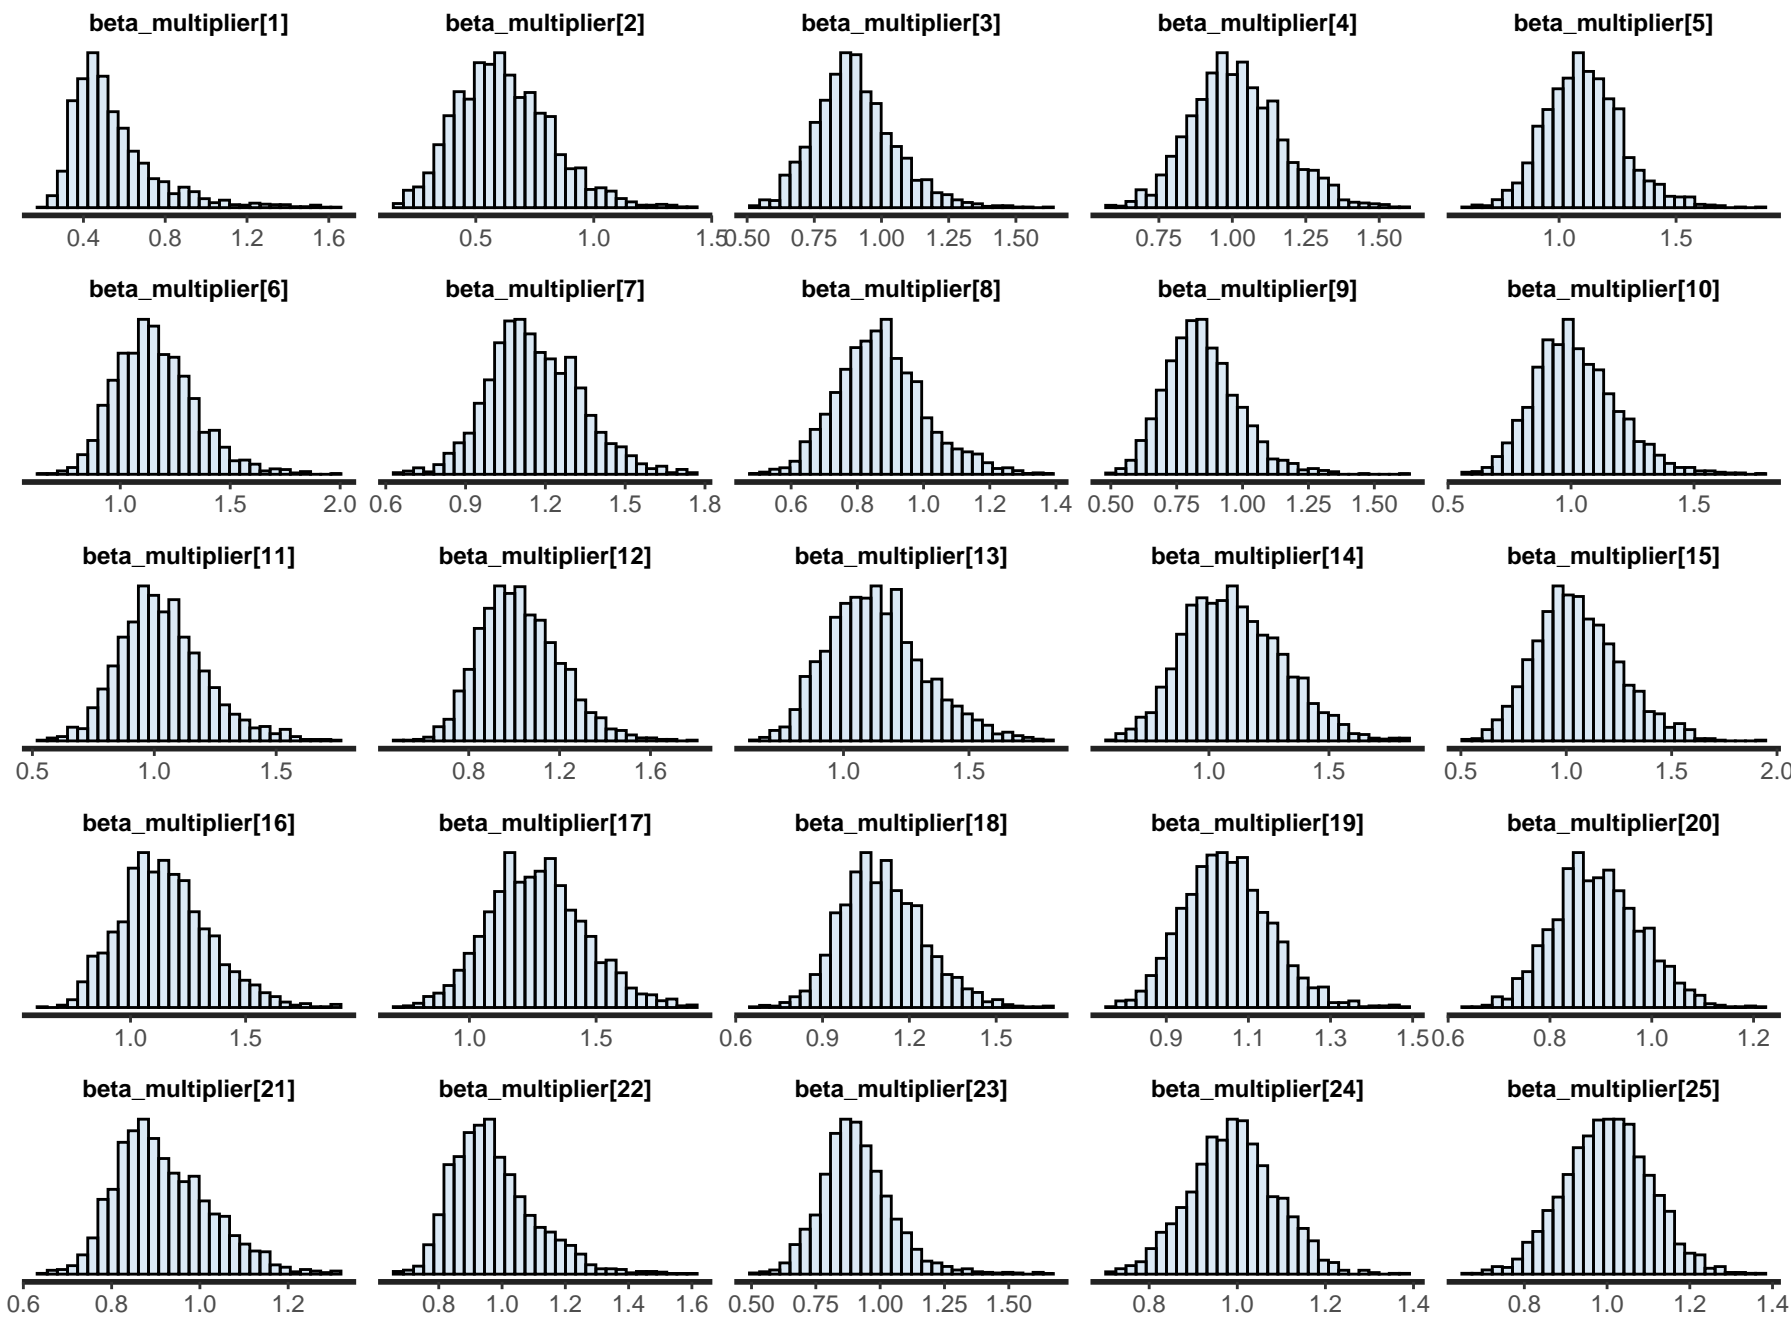 beta_multiplier[1] beta_multiplier[2] beta_multiplier[3] beta_multiplier[4] beta_multiplier[5]
0.4 0.8 1.2 1.6 0.5 1.0 1.5 0.50 0.75 1.00 1.25 1.50 0.75 1.00 1.25 1.50 1.0 1.5
beta_multiplier[6] beta_multiplier[7] beta_multiplier[8] beta_multiplier[9] beta_multiplier[10]
1.0 1.5 2.0 0.6 0.9 1.2 1.5 1.8 0.6 0.8 1.0 1.2 1.4 0.50 0.75 1.00 1.25 1.50 0.5 1.0 1.5
beta_multiplier[11] beta_multiplier[12] beta_multiplier[13] beta_multiplier[14] beta_multiplier[15]
0.5 1.0 1.5 0.8 1.2 1.6 1.0 1.5 1.0 1.5 0.5 1.0 1.5 2.0
beta_multiplier[16] beta_multiplier[17] beta_multiplier[18] beta_multiplier[19] beta_multiplier[20]
1.0 1.5 1.0 1.5 0.6 0.9 1.2 1.5 0.9 1.1 1.3 1.5 0.6 0.8 1.0 1.2
beta_multiplier[21] beta_multiplier[22] beta_multiplier[23] beta_multiplier[24] beta_multiplier[25]
0.6 0.8 1.0 1.2 0.8 1.0 1.2 1.4 1.6 0.50 0.75 1.00 1.25 1.50 0.8 1.0 1.2 1.4 0.8 1.0 1.2 1.4